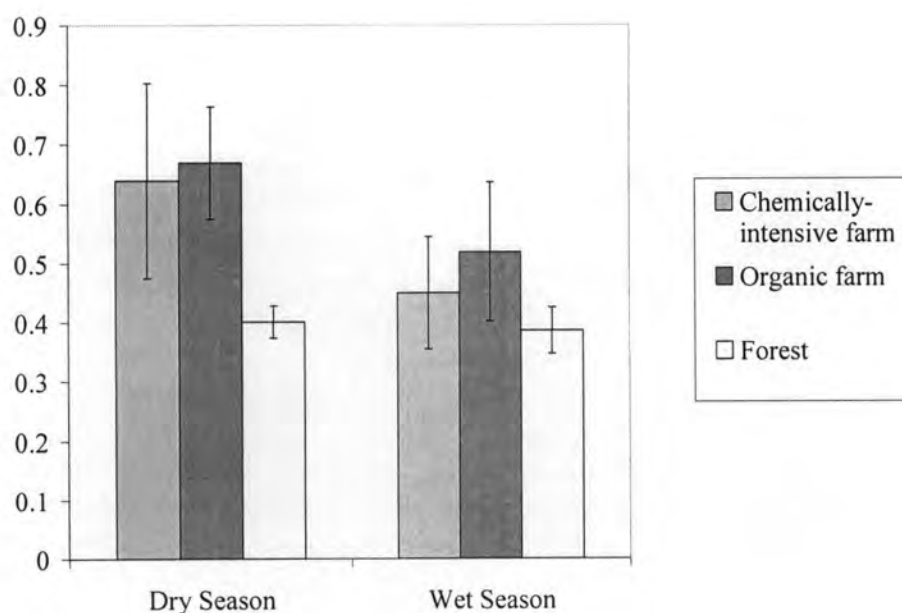 0.9
0.8
0.7
0.6
0.5
0.4
0.3
0.2
0.1
0
Dry Season
Wet Season
Chemically-
intensive farm
Organic farm
Forest